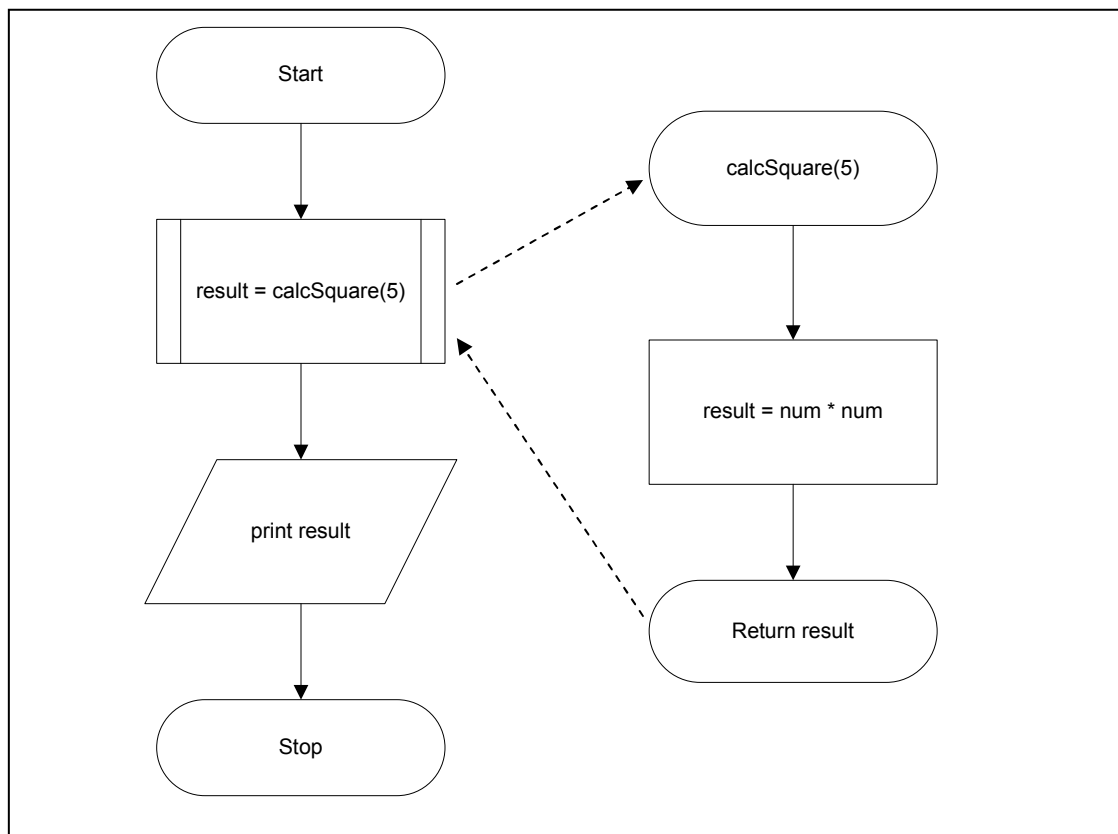 Start
result = calcSquare(5)
print result
Stop
calcSquare(5)
result = num * num
Return result